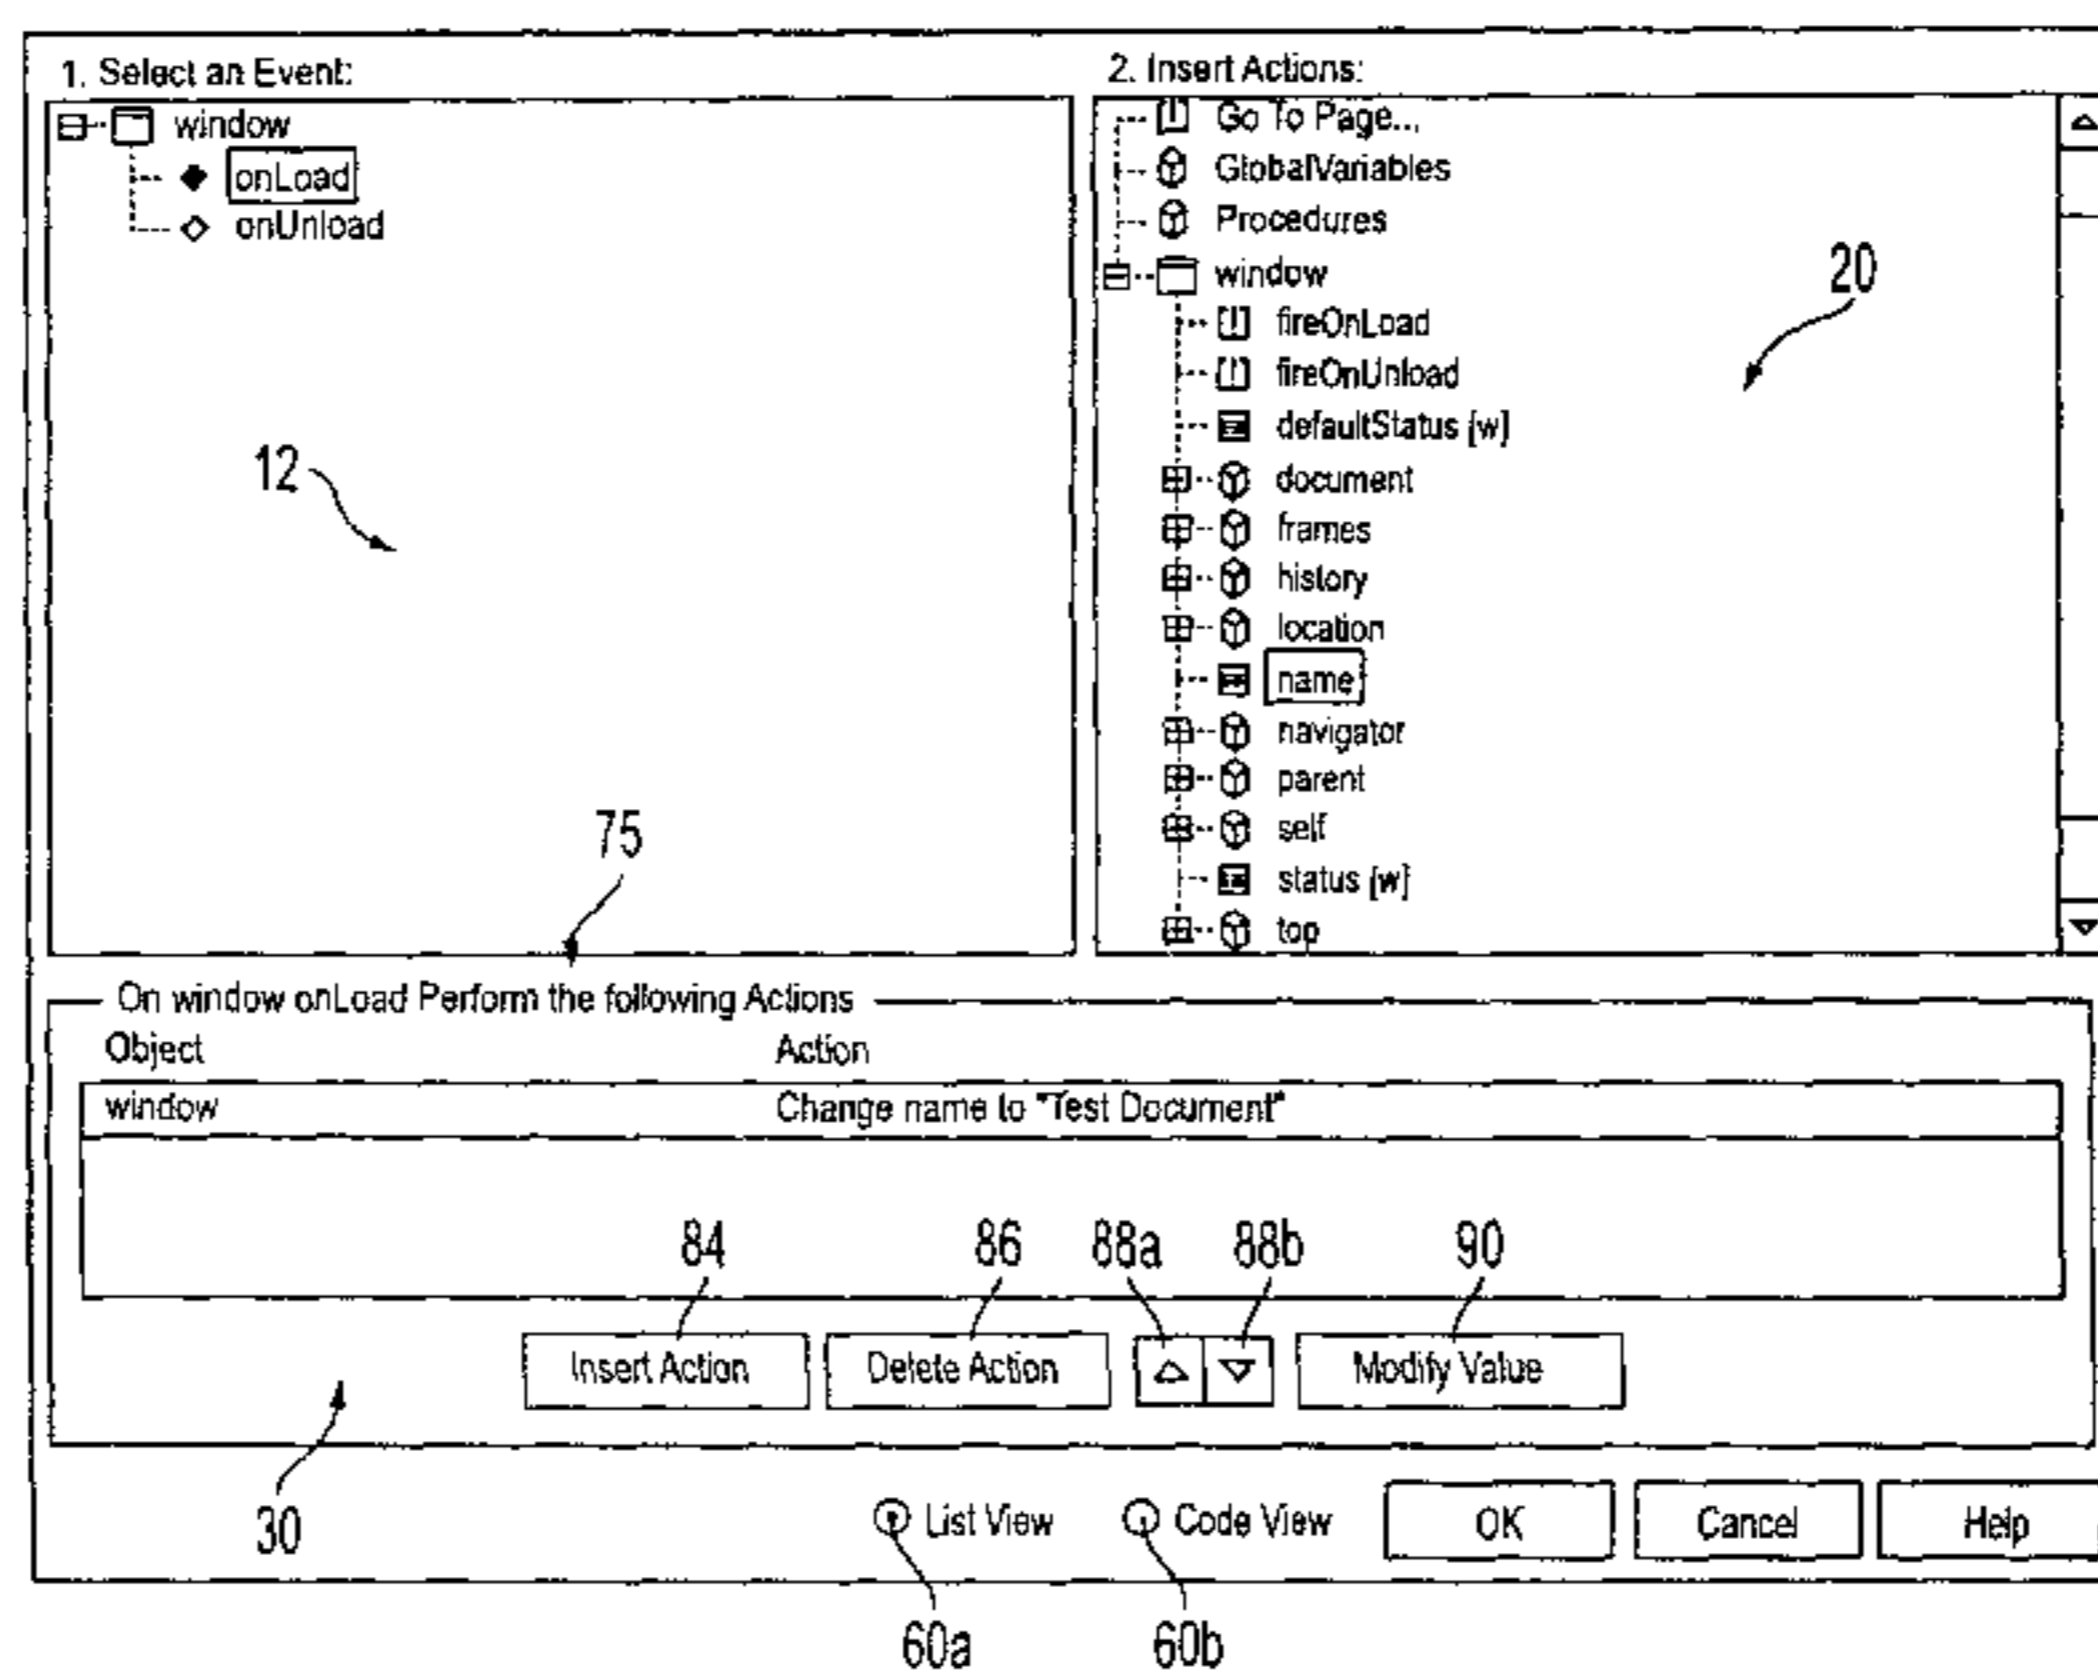 1. Select an Event:
window
onLoad
onUnload
12
75
2. Insert Actions:
Go To Page...
GlobalVariables
Procedures
window
20
fireOnLoad
fireOnUnload
defaultStatus [w]
document
frames
history
location
name
navigator
parent
self
status [w]
top
On window onLoad Perform the following Actions
Object Action
window Change name to "Test Document"
84 86 88a 88b 90
Insert Action Delete Action Modify Value
30
List View Code View OK Cancel Help
60a 60b